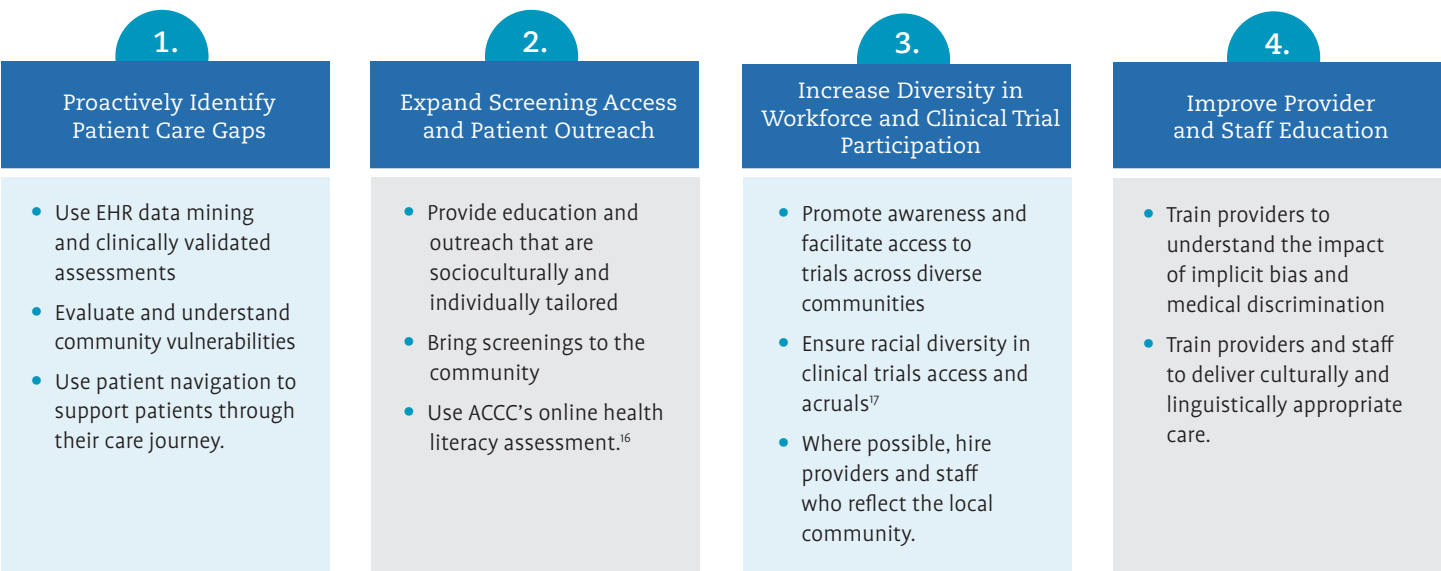 1.
Proactively Identify
Patient Care Gaps
• Use EHR data mining
and clinically validated
assessments
• Evaluate and understand
community vulnerabilities
• Use patient navigation to
support patients through
their care journey.
2.
Expand Screening Access
and Patient Outreach
• Provide education and
outreach that are
socioculturally and
individually tailored
• Bring screenings to the
community
• Use ACCC’s online health
literacy assessment.¹⁶
3.
Increase Diversity in
Workforce and Clinical Trial
Participation
• Promote awareness and
facilitate access to
trials across diverse
communities
• Ensure racial diversity in
clinical trials access and
acruals¹⁷
• Where possible, hire
providers and staff
who reflect the local
community.
4.
Improve Provider
and Staff Education
• Train providers to
understand the impact
of implicit bias and
medical discrimination
• Train providers and staff
to deliver culturally and
linguistically appropriate
care.